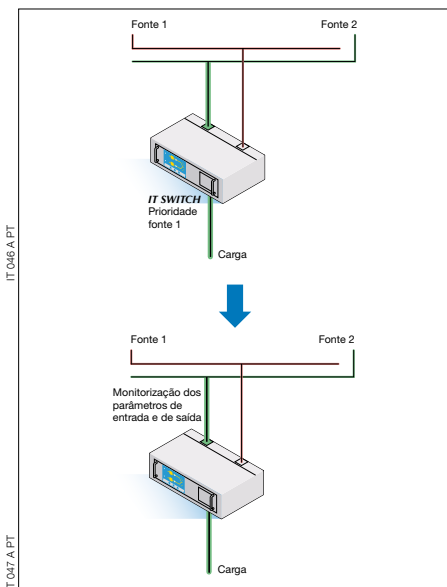 Fonte 1
Fonte 2
IT SWITCH
Prioridade
fonte 1
Carga
IT 046 A PT
Fonte 1
Fonte 2
Monitorização dos
parâmetros de
entrada e de saída
Carga
IT 047 A PT